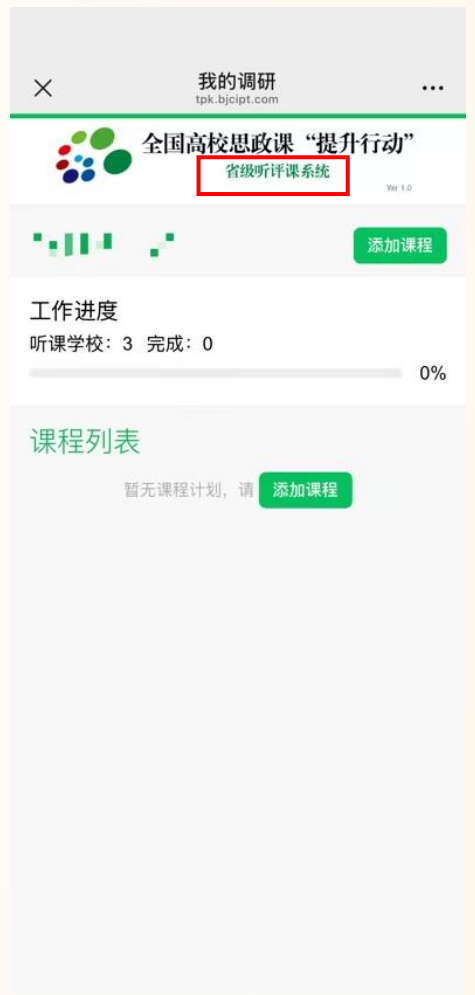 我的调研
tpk.bjcipt.com
全国高校思政课“提升行动”
省级听评课系统
Ver 1.0
添加课程
工作进度
听课学校：3 完成：0
0%
课程列表
暂无课程计划，请 添加课程